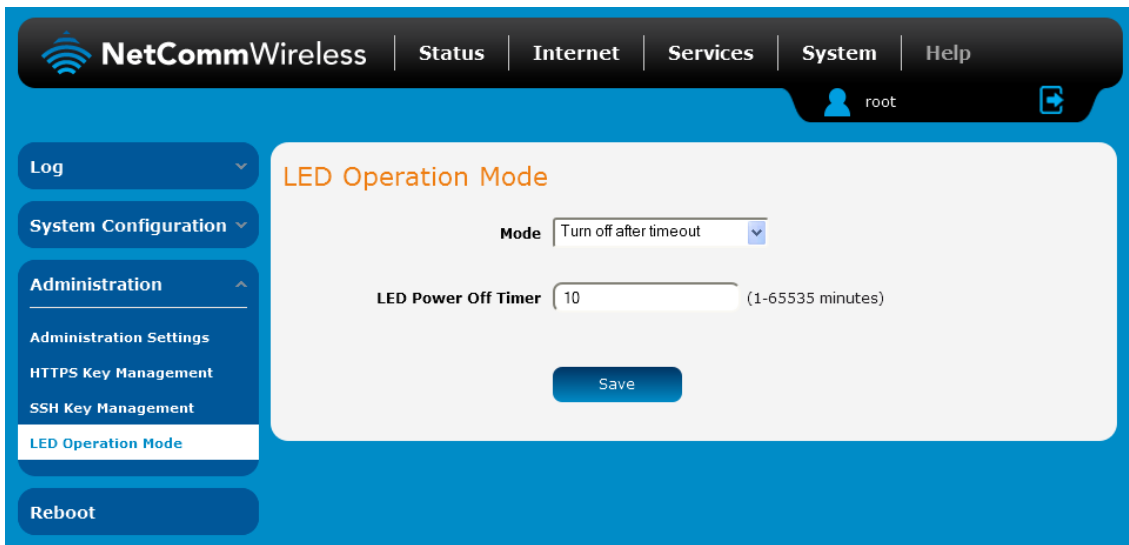 NetCommWireless Status Internet Services System Help
root
Log
System Configuration
Administration
Administration Settings
HTTPS Key Management
SSH Key Management
LED Operation Mode
Reboot
LED Operation Mode
Mode Turn off after timeout
LED Power Off Timer 10 (1-65535 minutes)
Save